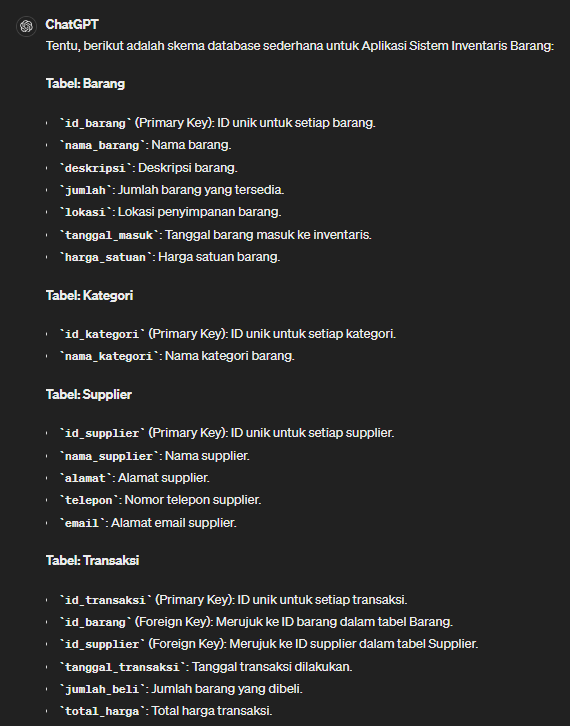 ChatGPT
Tentu, berikut adalah skema database sederhana untuk Aplikasi Sistem Inventaris Barang:
Tabel: Barang
· `id_barang` (Primary Key): ID unik untuk setiap barang.
· `nama_barang`: Nama barang.
· `deskripsi`: Deskripsi barang.
· `jumlah`: Jumlah barang yang tersedia.
· `lokasi`: Lokasi penyimpanan barang.
· `tanggal_masuk`: Tanggal barang masuk ke inventaris.
· `harga_satuan`: Harga satuan barang.
Tabel: Kategori
· `id_kategori` (Primary Key): ID unik untuk setiap kategori.
· `nama_kategori`: Nama kategori barang.
Tabel: Supplier
· `id_supplier` (Primary Key): ID unik untuk setiap supplier.
· `nama_supplier`: Nama supplier.
· `alamat`: Alamat supplier.
· `telepon`: Nomor telepon supplier.
· `email`: Alamat email supplier.
Tabel: Transaksi
· `id_transaksi` (Primary Key): ID unik untuk setiap transaksi.
· `id_barang` (Foreign Key): Merujuk ke ID barang dalam tabel Barang.
· `id_supplier` (Foreign Key): Merujuk ke ID supplier dalam tabel Supplier.
· `tanggal_transaksi`: Tanggal transaksi dilakukan.
· `jumlah_beli`: Jumlah barang yang dibeli.
· `total_harga`: Total harga transaksi.